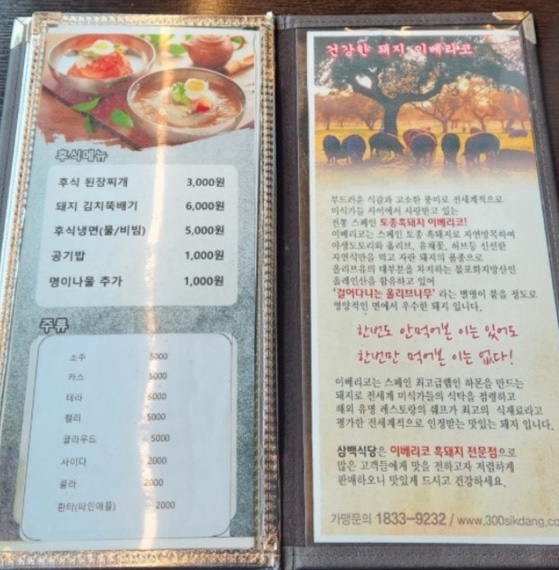 후식메뉴
후식 된장찌개 3,000원
돼지 김치뚝배기 6,000원
후식냉면(물/비빔) 5,000원
공기밥 1,000원
명이나물 추가 1,000원
주류
소주 5000
카스 5000
테라 5000
켈리 5000
클라우드 5000
사이다 2000
콜라 2000
환타(파인애플) 2000
건강한 돼지 이베리코
부드러운 식감과 고소한 풍미로 전세계적으로
미식가들 사이에서 사랑받고 있는
전통 스페인 토종흑돼지 이베리코!
이베리코는 스페인 토종 흑돼지로 자연방목하여
야생도토리와 올리브, 유채꽃, 허브등 신선한
자연식만을 먹고 자란 돼지의 품종으로
올리브유의 대부분을 차지하는 불포화지방산인
올레인산을 함유하고 있어
'걸어다니는 올리브나무' 라는 별명이 붙을 정도로
영양적인 면에서 우수한 돼지 입니다.
한번도 안먹어본 이는 있어도
한번만 먹어본 이는 없다!
이베리코는 스페인 최고급햄인 하몬을 만드는
돼지로 전세계 미식가들의 식탁을 점령하고
해외 유명 레스토랑의 쉐프가 최고의 식재료라고
평가한 전세계적으로 인정받는 맛있는 돼지 입니다.
삼백식당은 이베리코 흑돼지 전문점으로
많은 고객들에게 맛을 전하고자 저렴하게
판매하오니 맛있게 드시고 건강하세요.
가맹문의 1833-9232 / www.300sikdang.co